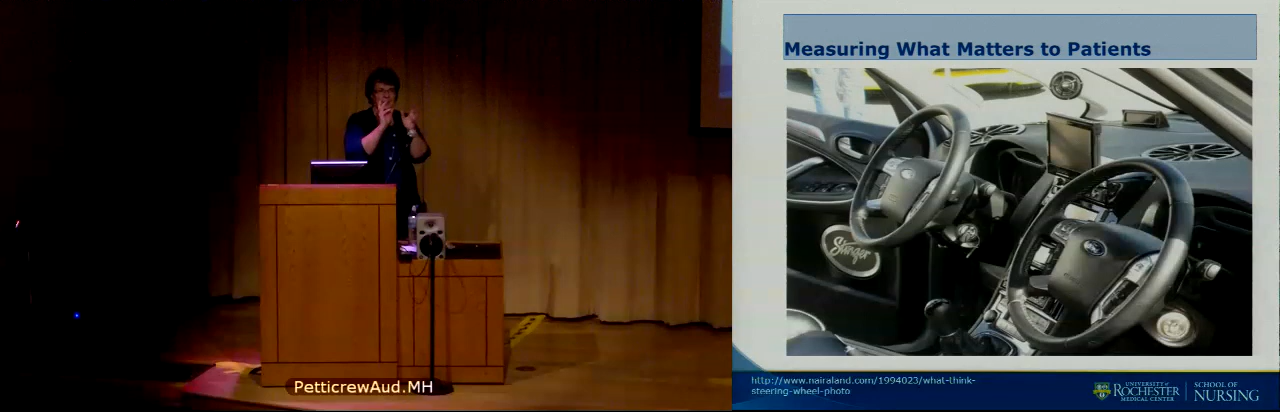 Measuring What Matters to Patients
Stinger
http://www.nairaland.com/1994023/what-think-
steering-wheel-photo
UNIVERSITY of
ROCHESTER
MEDICAL CENTER
SCHOOL OF
NURSING
PetticrewAud.MH